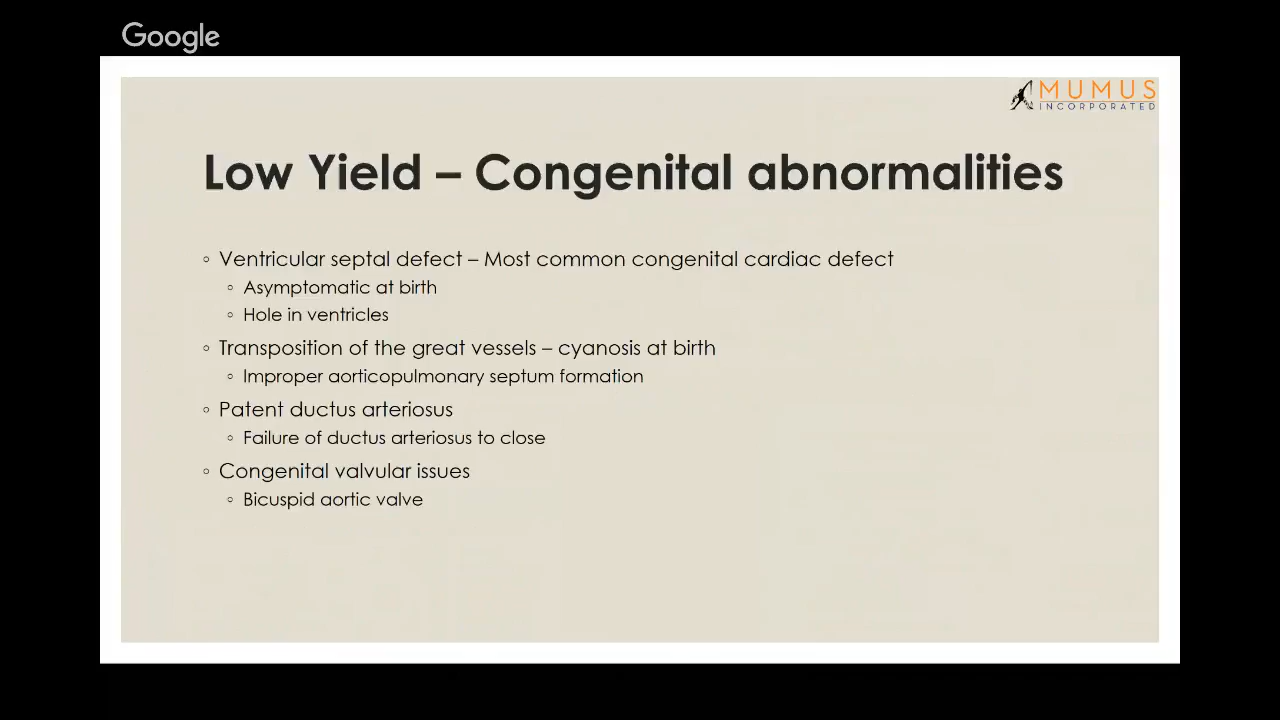 Google
MUMUS
INCORPORATED
Low Yield – Congenital abnormalities
◦ Ventricular septal defect – Most common congenital cardiac defect
◦ Asymptomatic at birth
◦ Hole in ventricles
◦ Transposition of the great vessels – cyanosis at birth
◦ Improper aorticopulmonary septum formation
◦ Patent ductus arteriosus
◦ Failure of ductus arteriosus to close
◦ Congenital valvular issues
◦ Bicuspid aortic valve